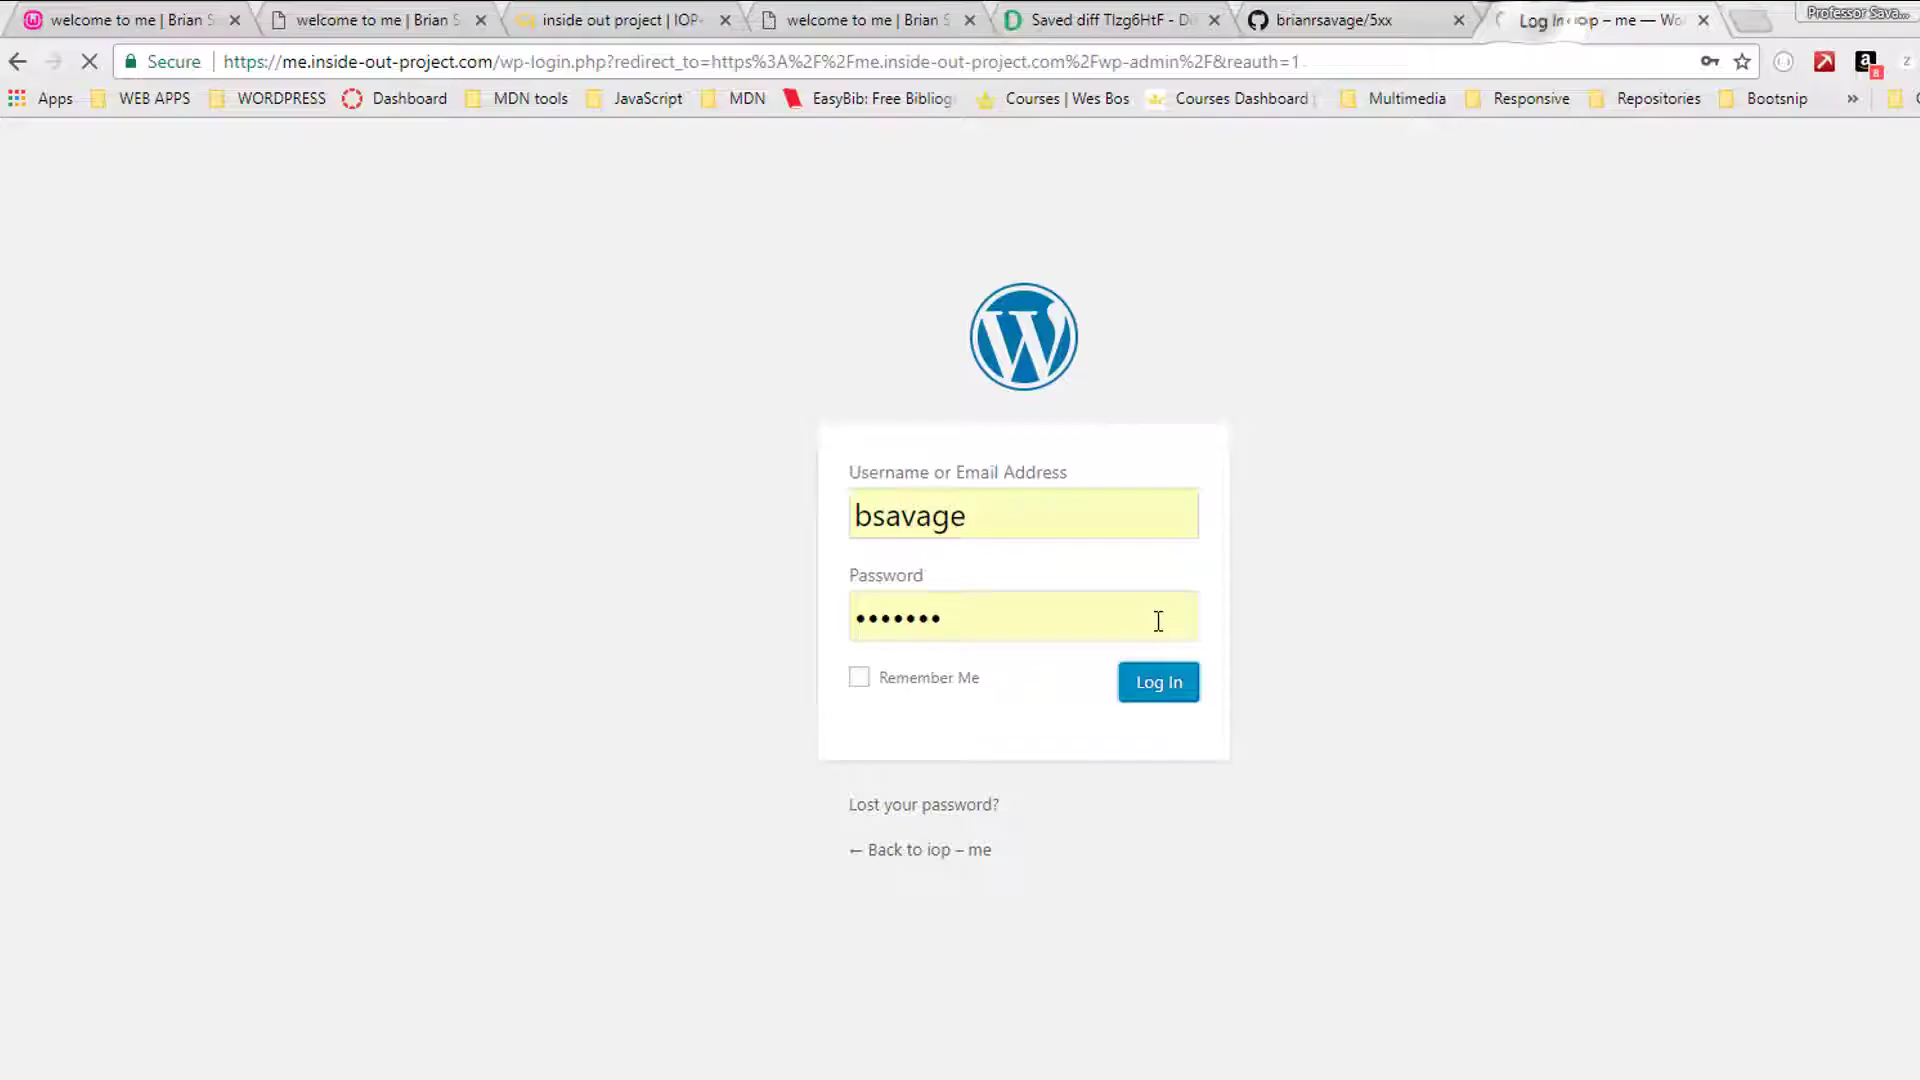 welcome to me | Brian S
welcome to me | Brian S
inside out project | IOP-
welcome to me | Brian S
Saved diff TIzg6HtF - Di
brianrsavage/5xx
Professor Sava...
Secure
https://me.inside-out-project.com/wp-login.php?redirect_to=https%3A%2F%2Fme.inside-out-project.com%2Fwp-admin%2F&reauth=1
Apps
WEB APPS
WORDPRESS
Dashboard
MDN tools
JavaScript
MDN
EasyBib: Free Bibliog
Courses | Wes Bos
Courses Dashboard
Multimedia
Responsive
Repositories
Bootsnip
»
Username or Email Address
bsavage
Password
•••••••
Remember Me
Log In
Lost your password?
← Back to iop – me